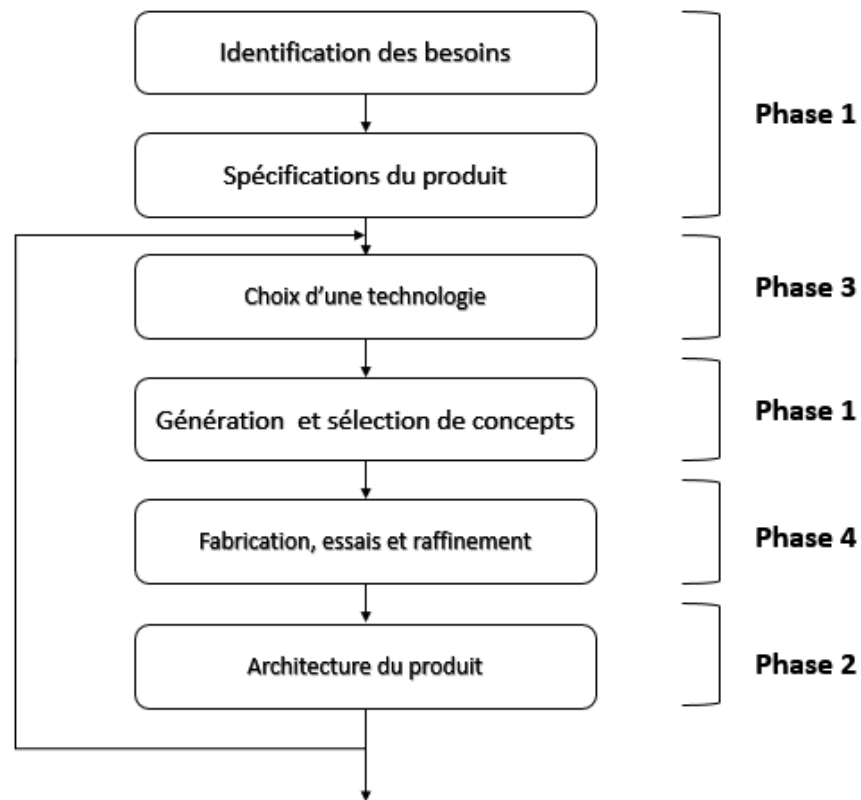 Identification des besoins
Phase 1
Spécifications du produit
Choix d'une technologie
Phase 3
Génération et sélection de concepts
Phase 1
Fabrication, essais et raffinement
Phase 4
Architecture du produit
Phase 2